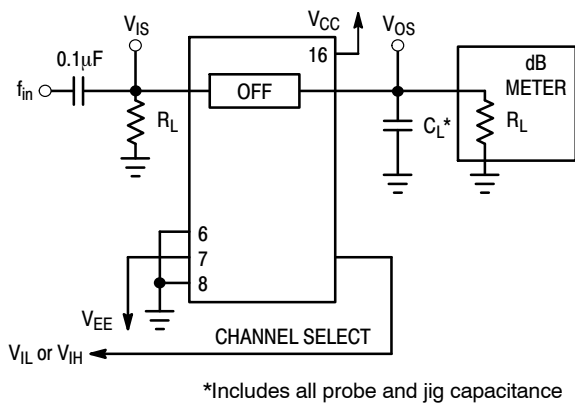 V_IS
V_CC
V_OS
16
0.1μF
dB
METER
f_in
OFF
R_L
C_L*
R_L
6
7
8
V_EE
CHANNEL SELECT
V_IL or V_IH
*Includes all probe and jig capacitance